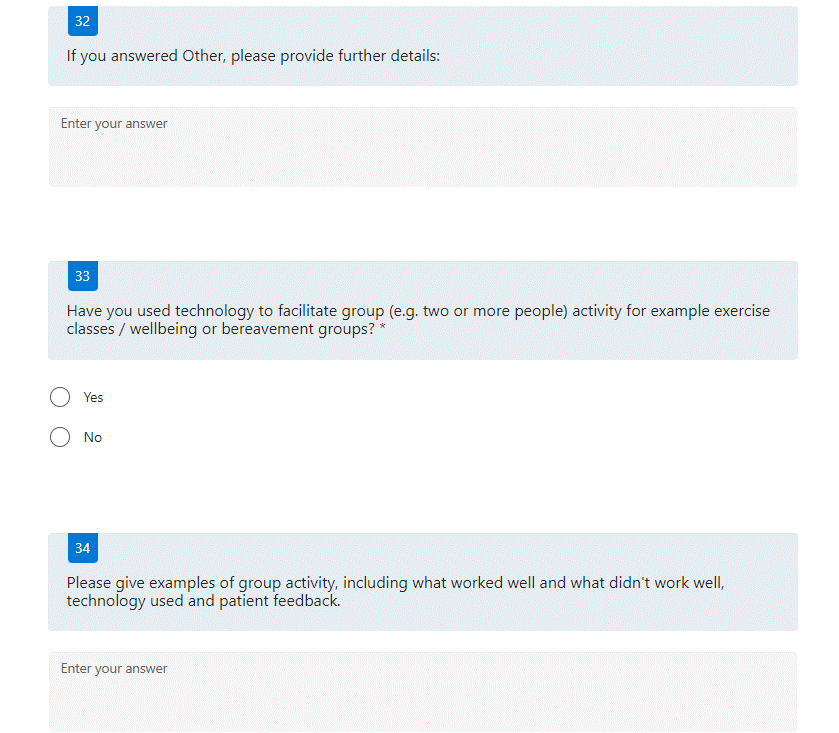 32
If you answered Other, please provide further details:
Enter your answer
33
Have you used technology to facilitate group (e.g. two or more people) activity for example exercise
classes / wellbeing or bereavement groups? *
Yes
No
34
Please give examples of group activity, including what worked well and what didn't work well,
technology used and patient feedback.
Enter your answer